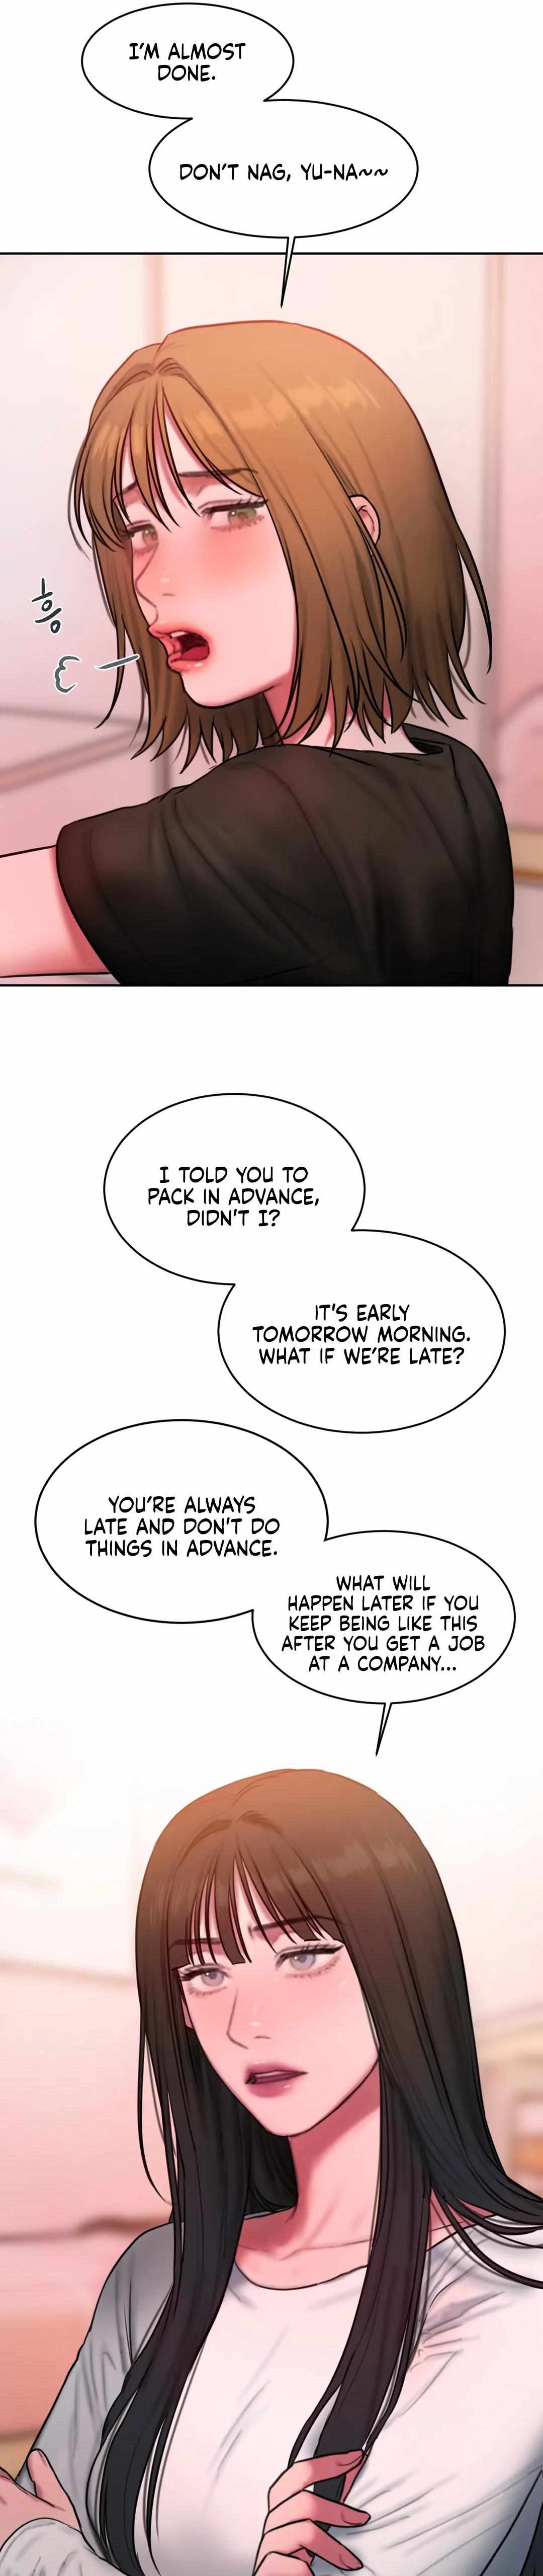 I'M ALMOST
DONE.
DON'T NAG, YU-NA~~
흥
I TOLD YOU TO
PACK IN ADVANCE,
DIDN'T I?
IT'S EARLY
TOMORROW MORNING.
WHAT IF WE'RE LATE?
YOU'RE ALWAYS
LATE AND DON'T DO
THINGS IN ADVANCE.
WHAT WILL
HAPPEN LATER IF YOU
KEEP BEING LIKE THIS
AFTER YOU GET A JOB
AT A COMPANY...